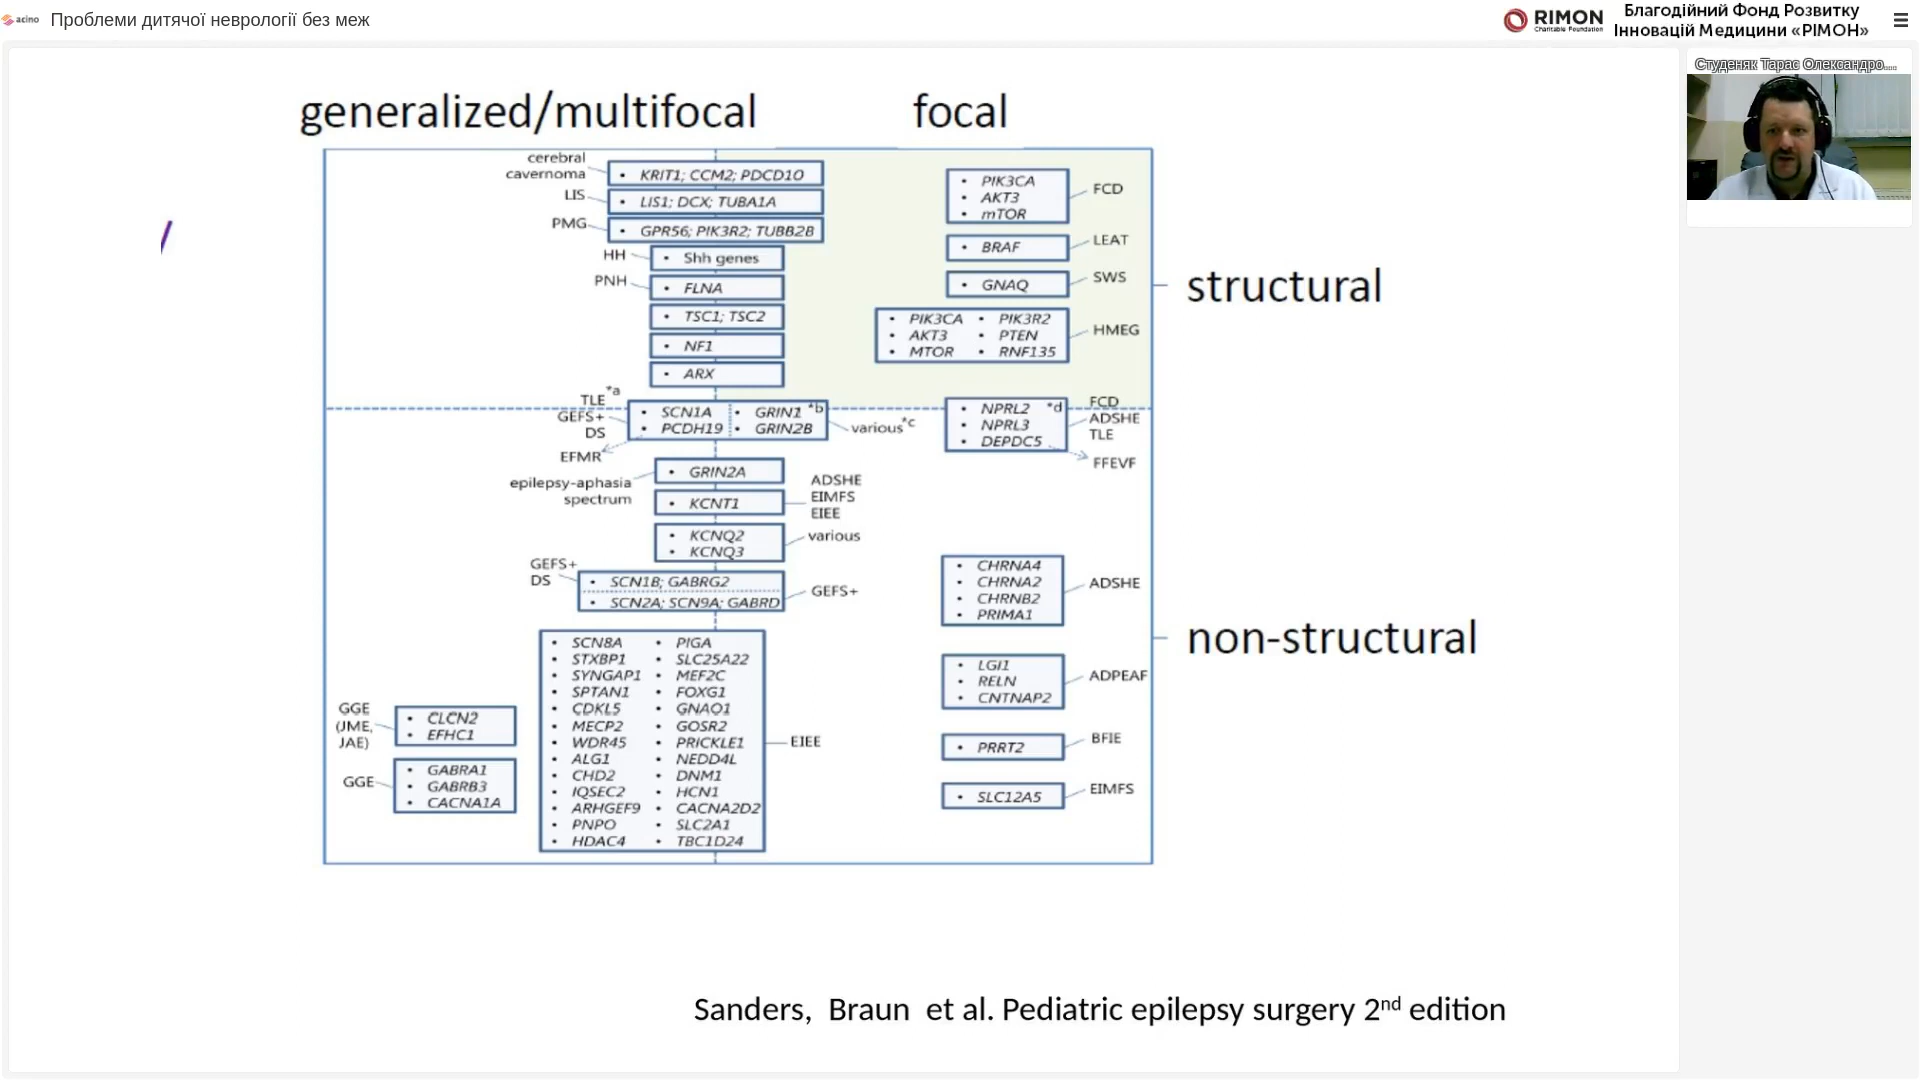 acino
Проблеми дитячої неврології без меж
RIMON
Charitable Foundation
Благодійний Фонд Розвитку
Інновацій Медицини «РІМОН»
Студеняк Тарас Олександро...
generalized/multifocal
focal
cerebral
cavernoma
• KRIT1; CCM2; PDCD10
LIS
• LIS1; DCX; TUBA1A
PMG
• GPR56; PIK3R2; TUBB2B
HH
• Shh genes
PNH
• FLNA
• TSC1; TSC2
• NF1
• ARX
• PIK3CA
• AKT3
• mTOR
FCD
• BRAF
LEAT
• GNAQ
SWS
• PIK3CA • PIK3R2
• AKT3 • PTEN
• MTOR • RNF135
HMEG
structural
TLE *a
GEFS+
DS
EFMR
• SCN1A • GRIN1 *b
• PCDH19 • GRIN2B
various *c
• NPRL2 *d
• NPRL3
• DEPDC5
FCD
ADSHE
TLE
FFEVF
epilepsy-aphasia
spectrum
• GRIN2A
• KCNT1
ADSHE
EIMFS
EIEE
• KCNQ2
• KCNQ3
various
GEFS+
DS
• SCN1B; GABRG2
• SCN2A; SCN9A; GABRD
GEFS+
• CHRNA4
• CHRNA2
• CHRNB2
• PRIMA1
ADSHE
non-structural
• SCN8A • PIGA
• STXBP1 • SLC25A22
• SYNGAP1 • MEF2C
• SPTAN1 • FOXG1
• CDKL5 • GNAO1
• MECP2 • GOSR2
• WDR45 • PRICKLE1
• ALG1 • NEDD4L
• CHD2 • DNM1
• IQSEC2 • HCN1
• ARHGEF9 • CACNA2D2
• PNPO • SLC2A1
• HDAC4 • TBC1D24
EIEE
GGE
(JME,
JAE)
• CLCN2
• EFHC1
GGE
• GABRA1
• GABRB3
• CACNA1A
• LGI1
• RELN
• CNTNAP2
ADPEAF
• PRRT2
BFIE
• SLC12A5
EIMFS
Sanders, Braun et al. Pediatric epilepsy surgery 2nd edition